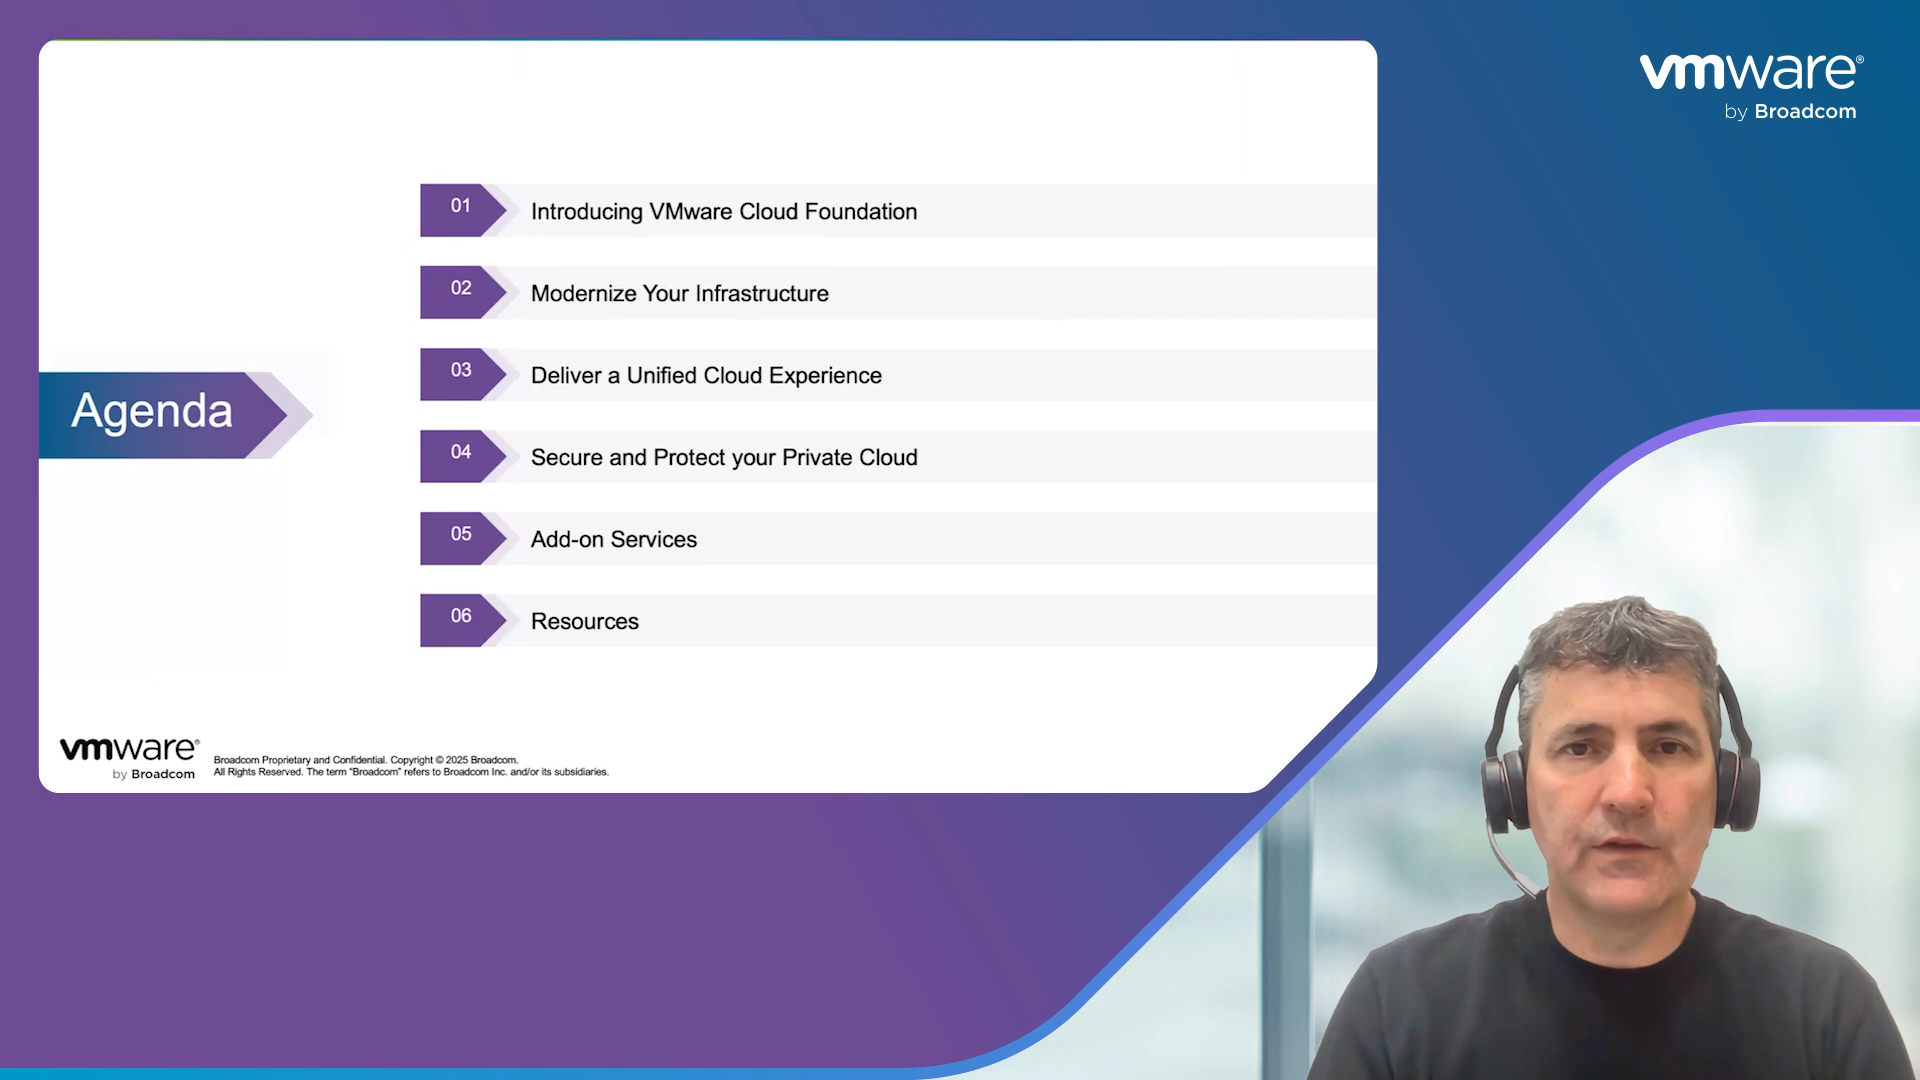 vmware®
by Broadcom
Agenda
01 Introducing VMware Cloud Foundation
02 Modernize Your Infrastructure
03 Deliver a Unified Cloud Experience
04 Secure and Protect your Private Cloud
05 Add-on Services
06 Resources
vmware®
by Broadcom
Broadcom Proprietary and Confidential. Copyright © 2025 Broadcom.
All Rights Reserved. The term “Broadcom” refers to Broadcom Inc. and/or its subsidiaries.